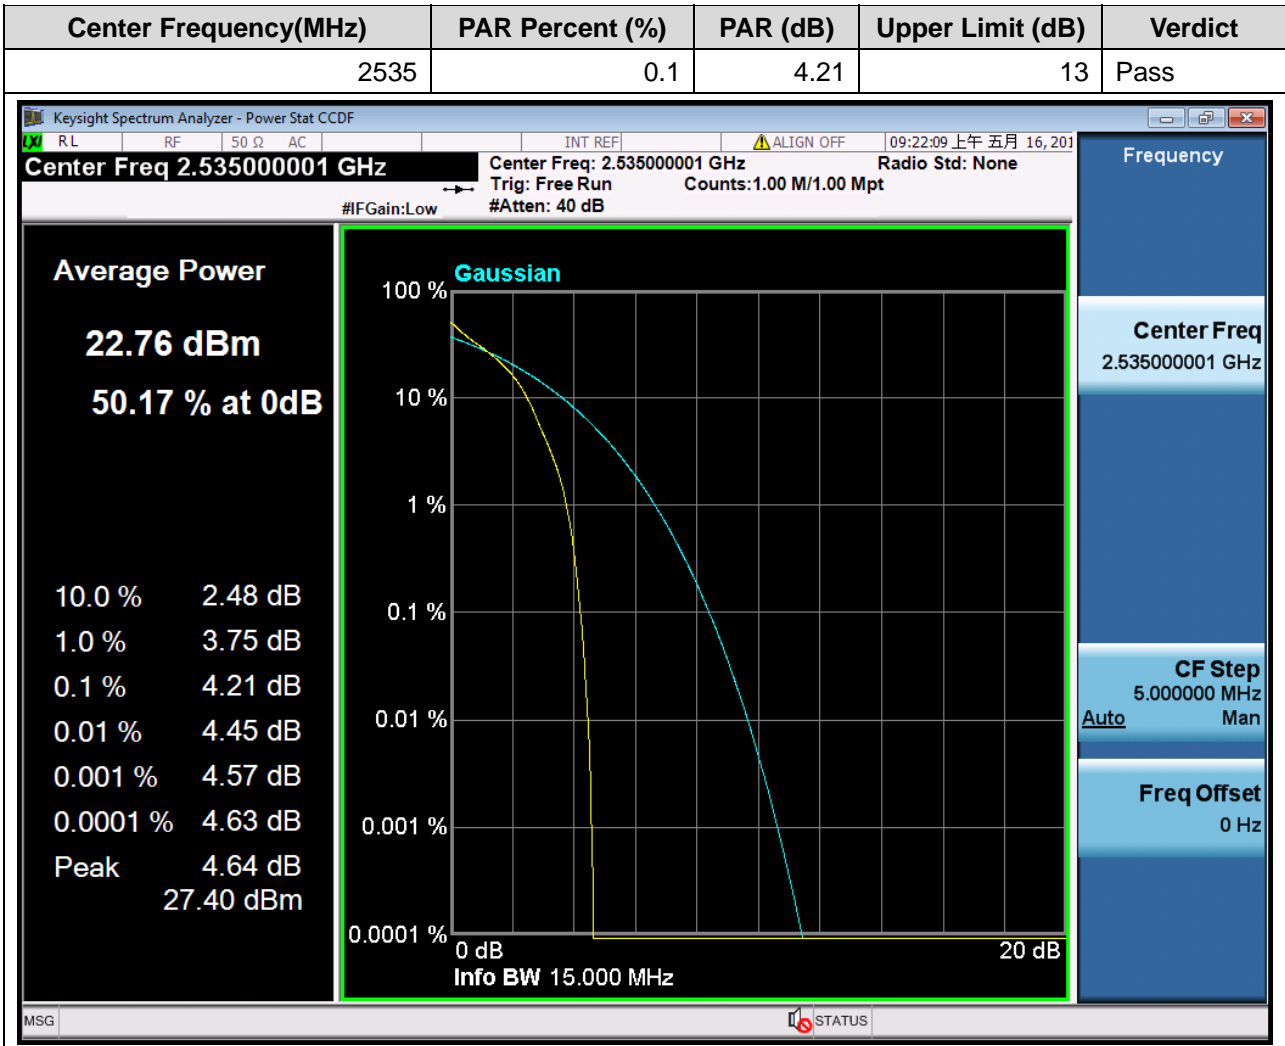 Center Frequency(MHz) PAR Percent (%) PAR (dB) Upper Limit (dB) Verdict
2535 0.1 4.21 13 Pass
Keysight Spectrum Analyzer - Power Stat CCDF
LXI RL RF 50 Ω AC INT REF ALIGN OFF 09:22:09 上午 五月 16, 201
Center Freq 2.535000001 GHz
Center Freq: 2.535000001 GHz Radio Std: None
Trig: Free Run Counts:1.00 M/1.00 Mpt
#IFGain:Low #Atten: 40 dB
Frequency
Average Power
22.76 dBm
50.17 % at 0dB
10.0 % 2.48 dB
1.0 % 3.75 dB
0.1 % 4.21 dB
0.01 % 4.45 dB
0.001 % 4.57 dB
0.0001 % 4.63 dB
Peak 4.64 dB
27.40 dBm
Gaussian
100 %
10 %
1 %
0.1 %
0.01 %
0.001 %
0.0001 %
0 dB 20 dB
Info BW 15.000 MHz
Center Freq
2.535000001 GHz
CF Step
5.000000 MHz
Auto Man
Freq Offset
0 Hz
MSG STATUS